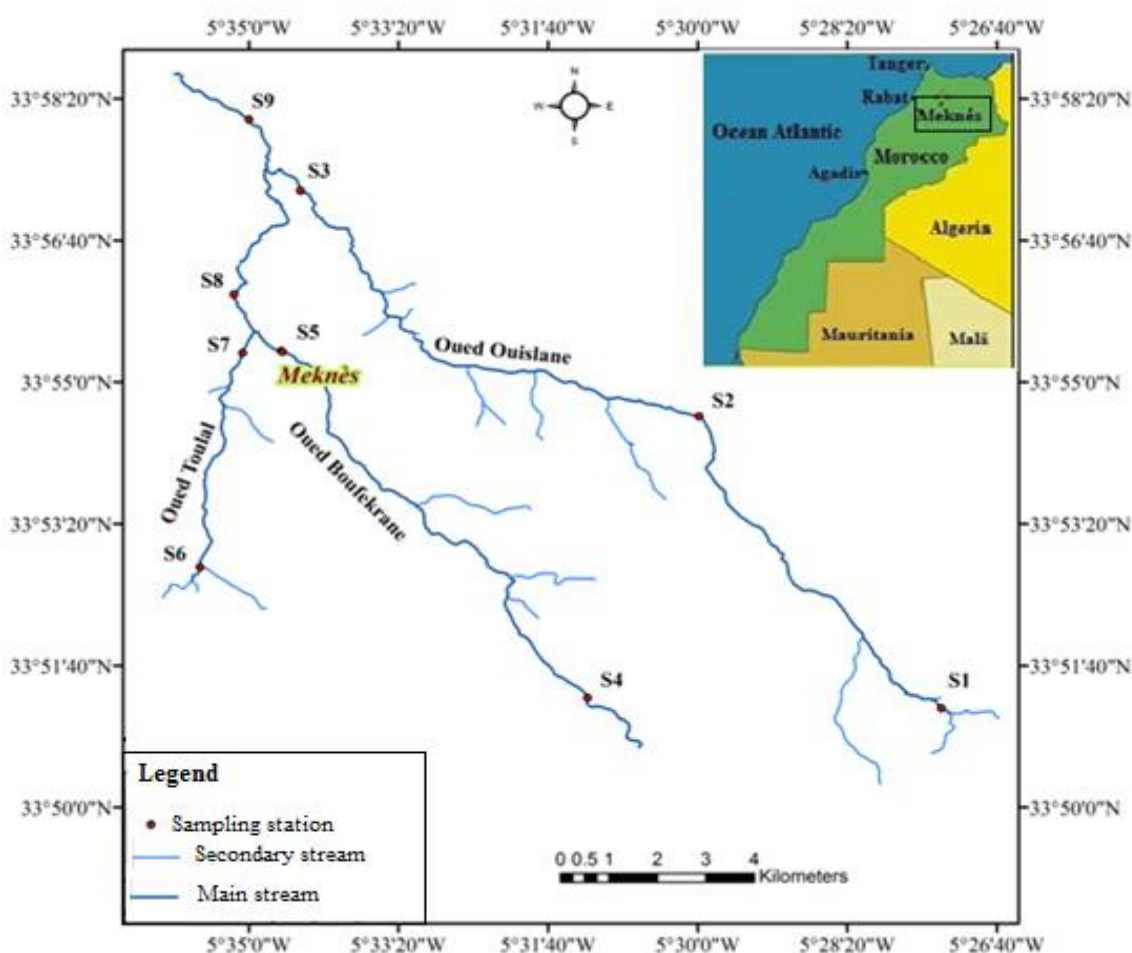 5°35'0"W 5°33'20"W 5°31'40"W 5°30'0"W 5°28'20"W 5°26'40"W
N
W E
S
Tanger
Rabat
Meknés
Ocean Atlantic
Morocco
Agadir
Algeria
Mauritania
Mali
33°58'20"N
33°58'20"N
S9
S3
33°56'40"N
33°56'40"N
S8
S5
S7
Oued Ouislane
Meknès
33°55'0"N
33°55'0"N
S2
Oued Toulal
Oued Boufekrane
33°53'20"N
33°53'20"N
S6
33°51'40"N
33°51'40"N
S4
S1
33°50'0"N
33°50'0"N
Legend
Sampling station
Secondary stream
Main stream
0 0.5 1 2 3 4
Kilometers
5°35'0"W 5°33'20"W 5°31'40"W 5°30'0"W 5°28'20"W 5°26'40"W